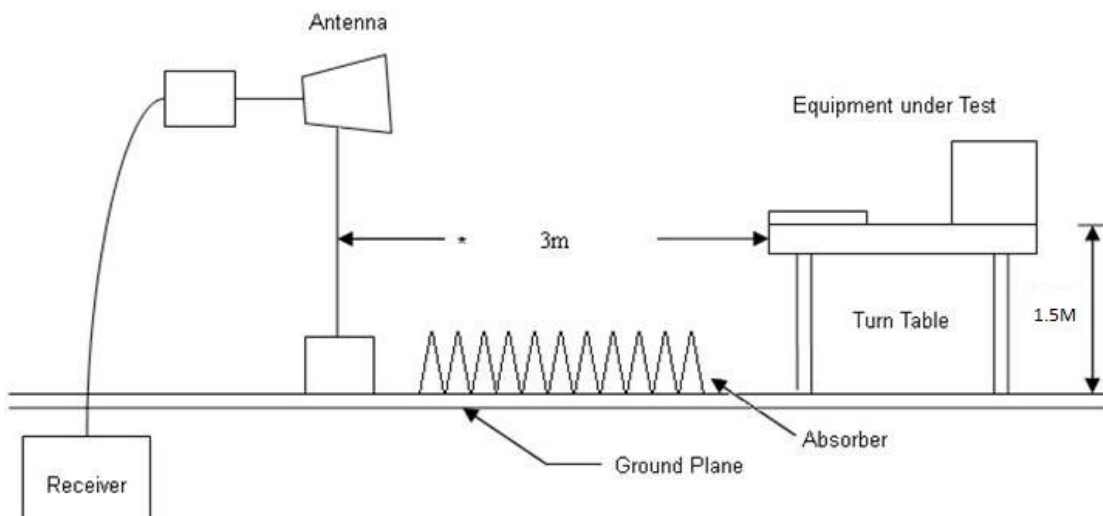 Antenna
Equipment under Test
* 3m
Turn Table
1.5M
Absorber
Ground Plane
Receiver